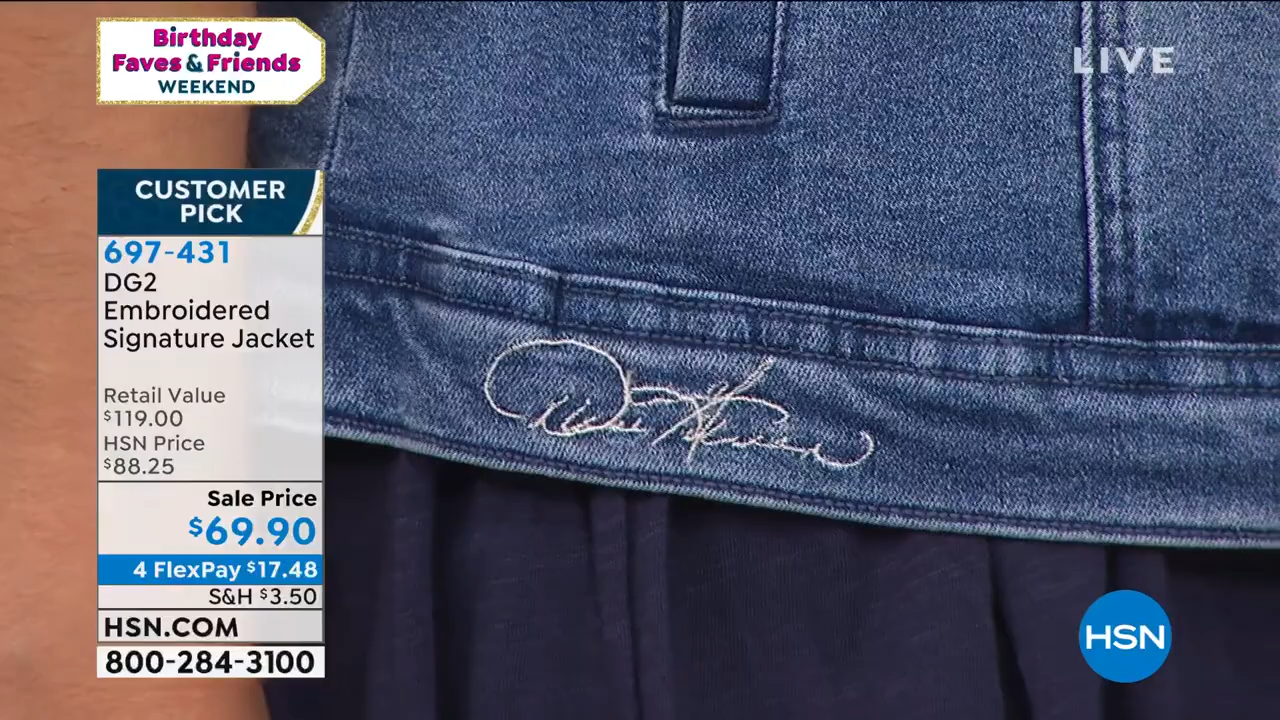 Birthday
Faves & Friends
WEEKEND
LIVE
CUSTOMER
PICK
697-431
DG2
Embroidered
Signature Jacket
Retail Value
$119.00
HSN Price
$88.25
Sale Price
$69.90
4 FlexPay $17.48
S&H $3.50
HSN.COM
800-284-3100
HSN